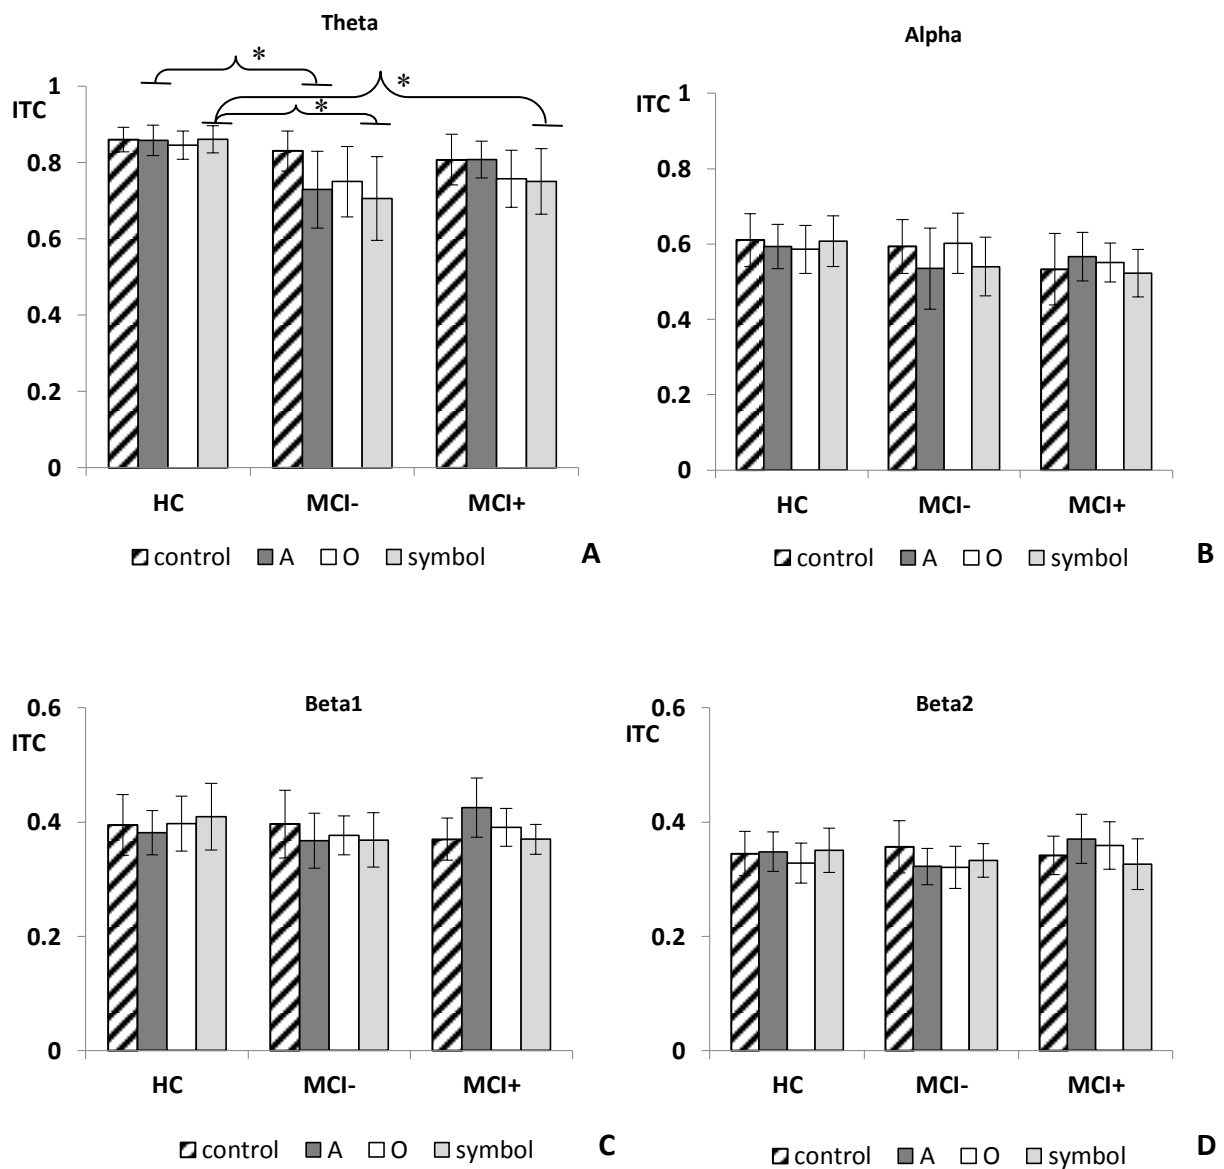 Theta
*
*
*
1
ITC
0.8
0.6
0.4
0.2
0
HC MCI- MCI+
control A O symbol
A
Alpha
1
ITC
0.8
0.6
0.4
0.2
0
HC MCI- MCI+
control A O symbol
B
Beta1
0.6
ITC
0.4
0.2
0
HC MCI- MCI+
control A O symbol
C
Beta2
0.6
ITC
0.4
0.2
0
HC MCI- MCI+
control A O symbol
D